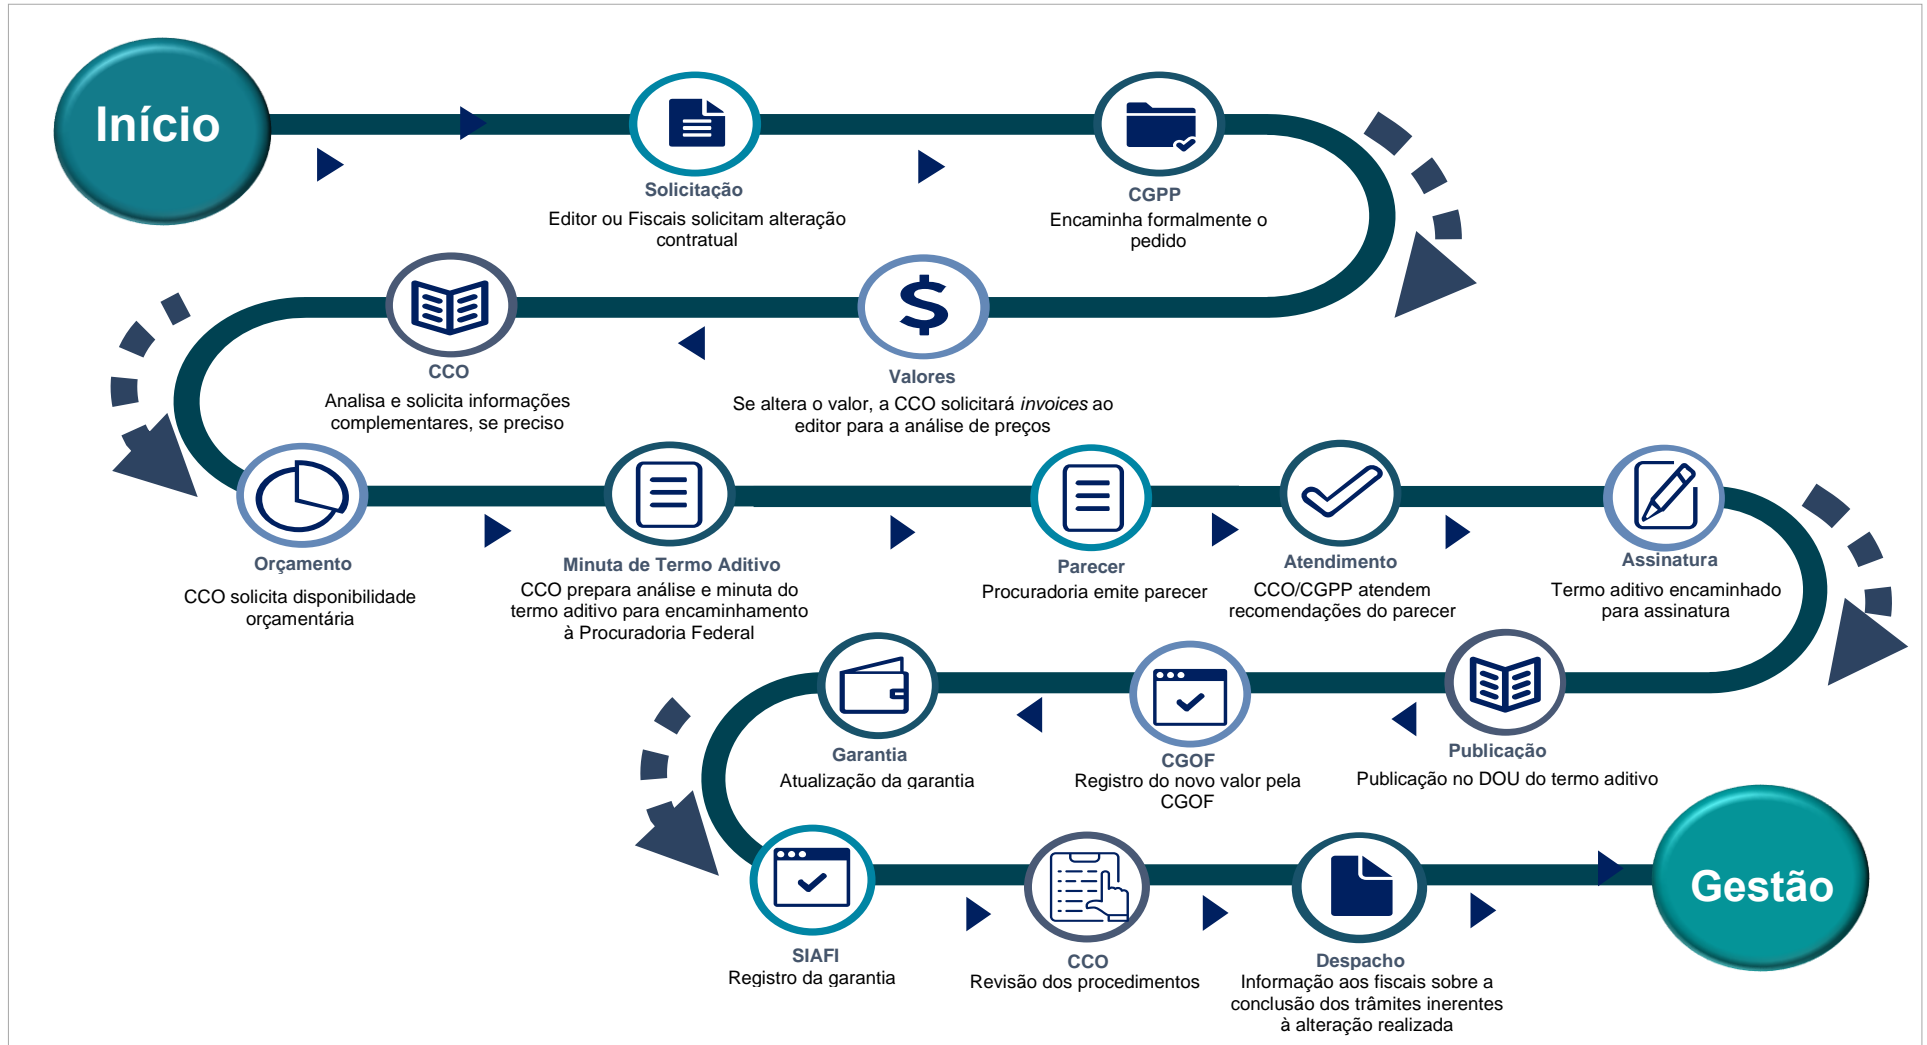 Início
Solicitação
Editor ou Fiscais solicitam alteração
contratual
CGPP
Encaminha formalmente o
pedido
Valores
Se altera o valor, a CCO solicitará invoices ao
editor para a análise de preços
CCO
Analisa e solicita informações
complementares, se preciso
Orçamento
CCO solicita disponibilidade
orçamentária
Minuta de Termo Aditivo
CCO prepara análise e minuta do
termo aditivo para encaminhamento
à Procuradoria Federal
Parecer
Procuradoria emite parecer
Atendimento
CCO/CGPP atendem
recomendações do parecer
Assinatura
Termo aditivo encaminhado
para assinatura
Publicação
Publicação no DOU do termo aditivo
CGOF
Registro do novo valor pela
CGOF
Garantia
Atualização da garantia
SIAFI
Registro da garantia
CCO
Revisão dos procedimentos
Despacho
Informação aos fiscais sobre a
conclusão dos trâmites inerentes
à alteração realizada
Gestão